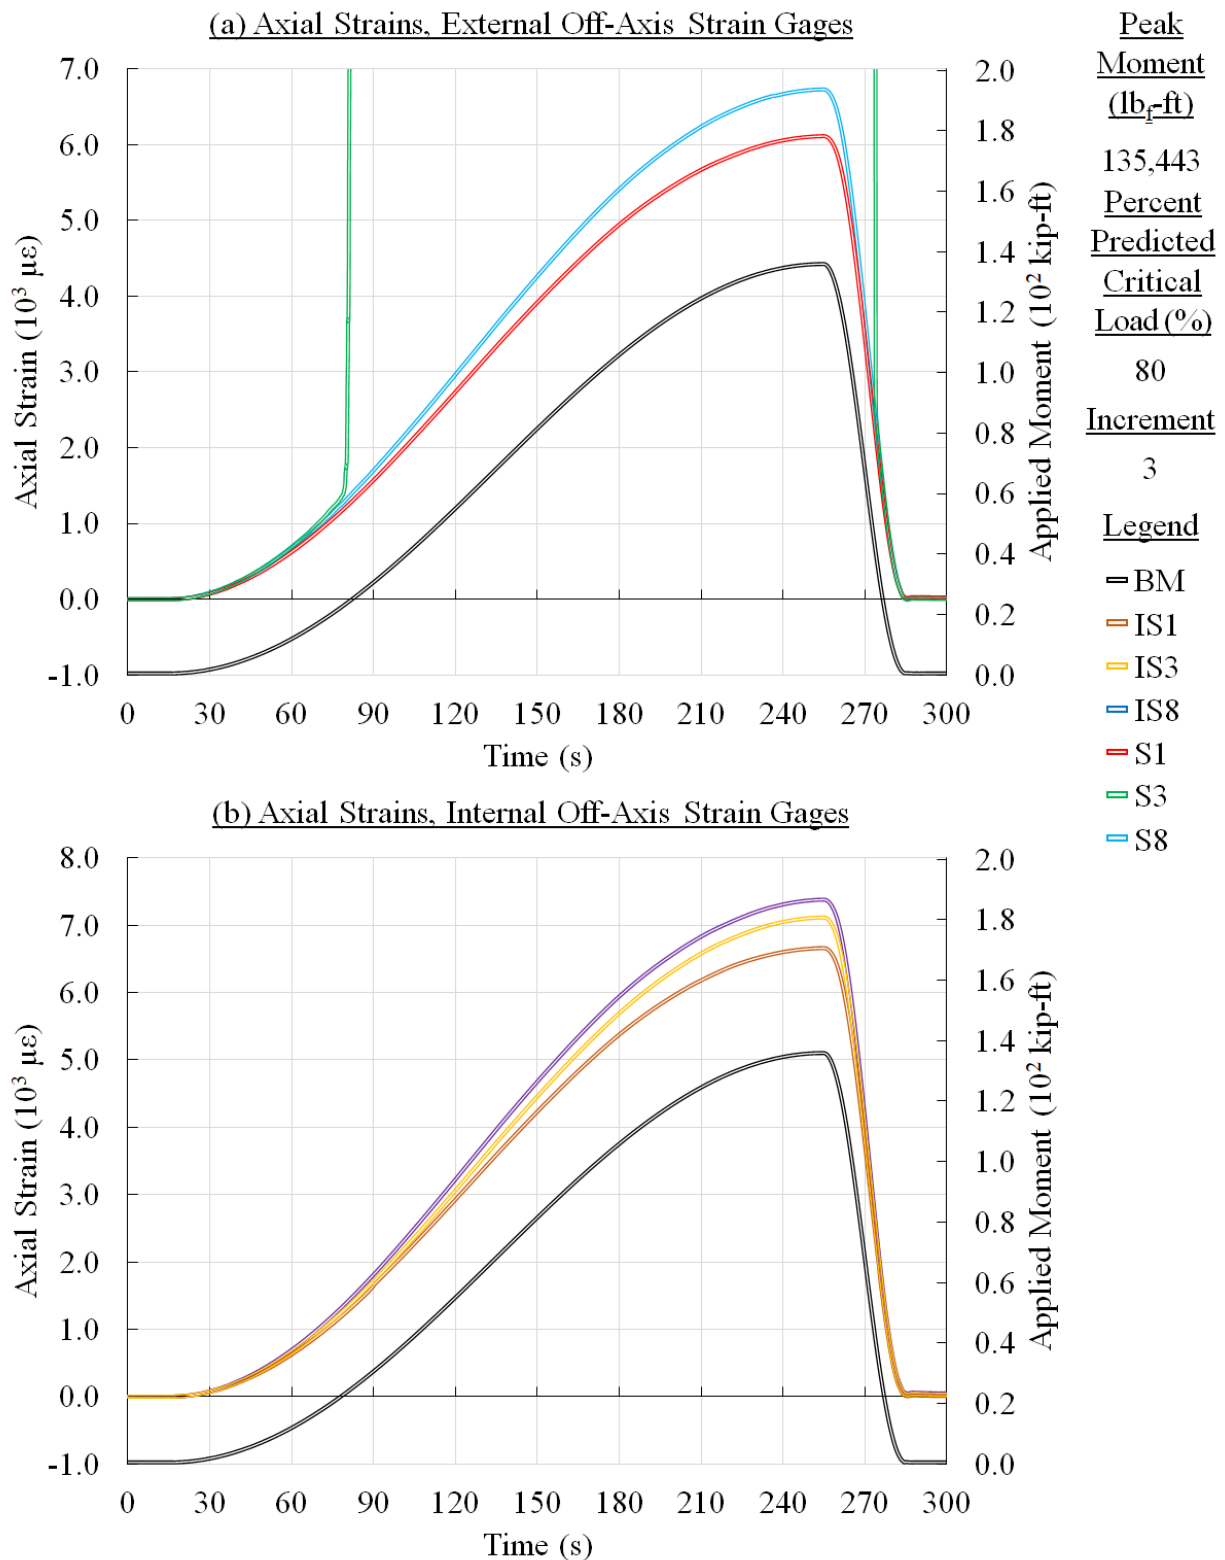 (a) Axial Strains, External Off-Axis Strain Gages
7.0
6.0
5.0
4.0
3.0
2.0
1.0
0.0
-1.0
Axial Strain (10³ µε)
2.0
1.8
1.6
1.4
1.2
1.0
0.8
0.6
0.4
0.2
0.0
Applied Moment (10² kip-ft)
0 30 60 90 120 150 180 210 240 270 300
Time (s)
Peak
Moment
(lbf-ft)
135,443
Percent
Predicted
Critical
Load (%)
80
Increment
3
Legend
BM
IS1
IS3
IS8
S1
S3
S8
(b) Axial Strains, Internal Off-Axis Strain Gages
8.0
7.0
6.0
5.0
4.0
3.0
2.0
1.0
0.0
-1.0
Axial Strain (10³ µε)
2.0
1.8
1.6
1.4
1.2
1.0
0.8
0.6
0.4
0.2
0.0
Applied Moment (10² kip-ft)
0 30 60 90 120 150 180 210 240 270 300
Time (s)